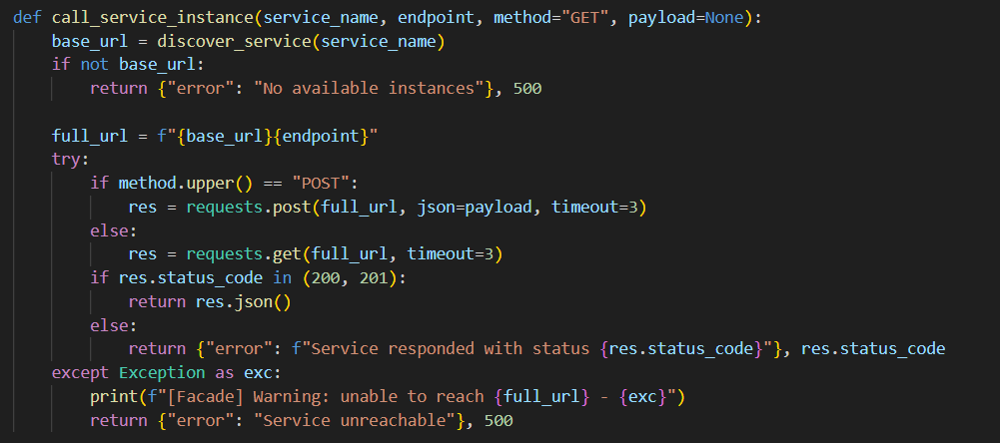 def call_service_instance(service_name, endpoint, method="GET", payload=None):
    base_url = discover_service(service_name)
    if not base_url:
        return {"error": "No available instances"}, 500

    full_url = f"{base_url}{endpoint}"
    try:
        if method.upper() == "POST":
            res = requests.post(full_url, json=payload, timeout=3)
        else:
            res = requests.get(full_url, timeout=3)
        if res.status_code in (200, 201):
            return res.json()
        else:
            return {"error": f"Service responded with status {res.status_code}"}, res.status_code
    except Exception as exc:
        print(f"[Facade] Warning: unable to reach {full_url} - {exc}")
        return {"error": "Service unreachable"}, 500